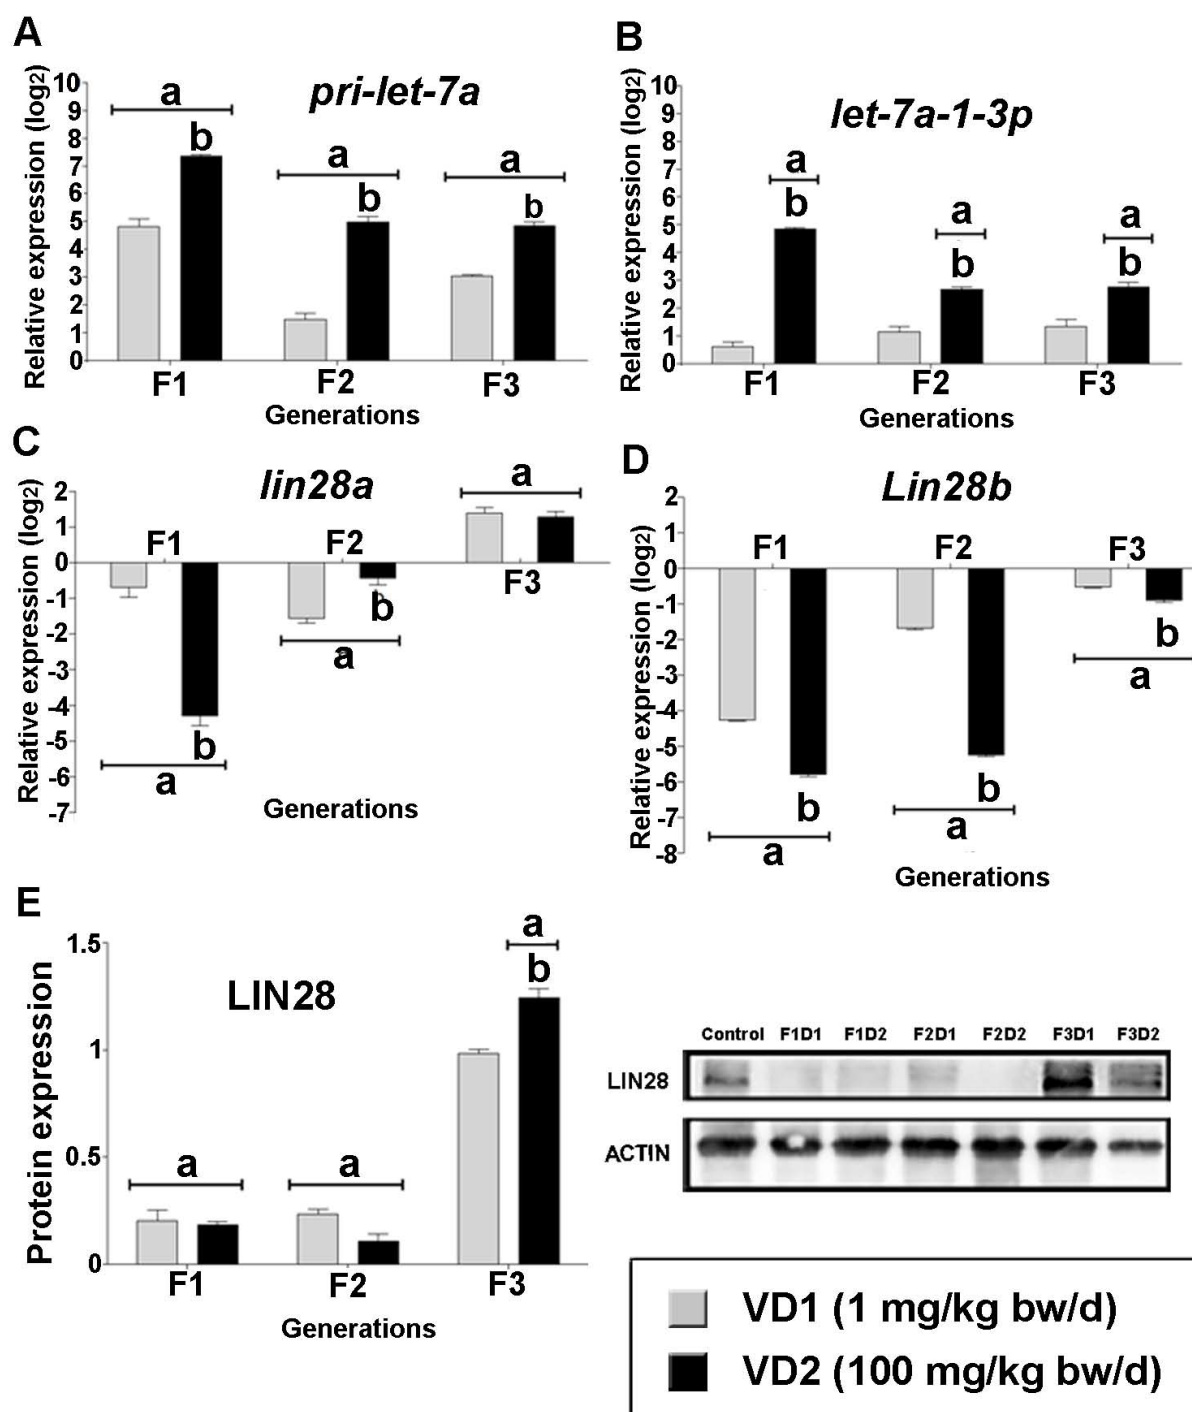 A
pri-let-7a
Relative expression (log2)
10
9
8
7
6
5
4
3
2
1
0
a
b
a
b
a
b
F1
F2
F3
Generations
B
let-7a-1-3p
Relative expression (log2)
10
9
8
7
6
5
4
3
2
1
0
a
b
a
b
a
b
F1
F2
F3
Generations
C
lin28a
Relative expression (log2)
2
1
0
-1
-2
-3
-4
-5
-6
-7
F1
F2
F3
a
b
a
b
a
Generations
D
Lin28b
Relative expression (log2)
2
1
0
-1
-2
-3
-4
-5
-6
-7
-8
F1
F2
F3
b
a
b
a
b
a
Generations
E
LIN28
Protein expression
1.5
1
0.5
0
a
a
a
b
F1
F2
F3
Generations
Control F1D1 F1D2 F2D1 F2D2 F3D1 F3D2
LIN28
ACTIN
VD1 (1 mg/kg bw/d)
VD2 (100 mg/kg bw/d)